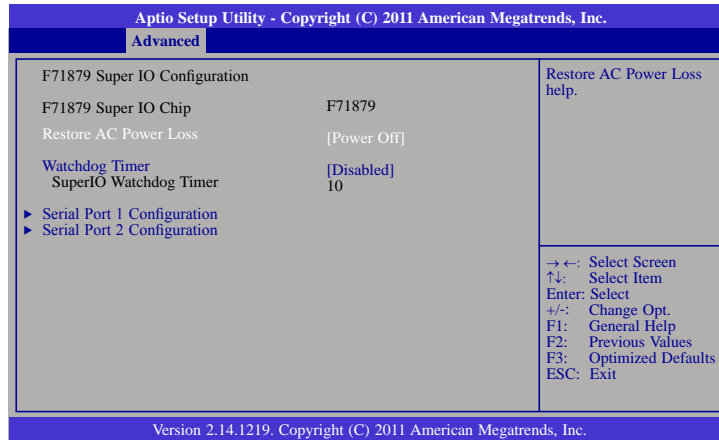 Aptio Setup Utility - Copyright (C) 2011 American Megatrends, Inc.
Advanced
F71879 Super IO Configuration
F71879 Super IO Chip F71879
Restore AC Power Loss [Power Off]
Watchdog Timer [Disabled]
SuperIO Watchdog Timer 10
► Serial Port 1 Configuration
► Serial Port 2 Configuration
Restore AC Power Loss
help.
→←: Select Screen
↑↓: Select Item
Enter: Select
+/-: Change Opt.
F1: General Help
F2: Previous Values
F3: Optimized Defaults
ESC: Exit
Version 2.14.1219. Copyright (C) 2011 American Megatrends, Inc.